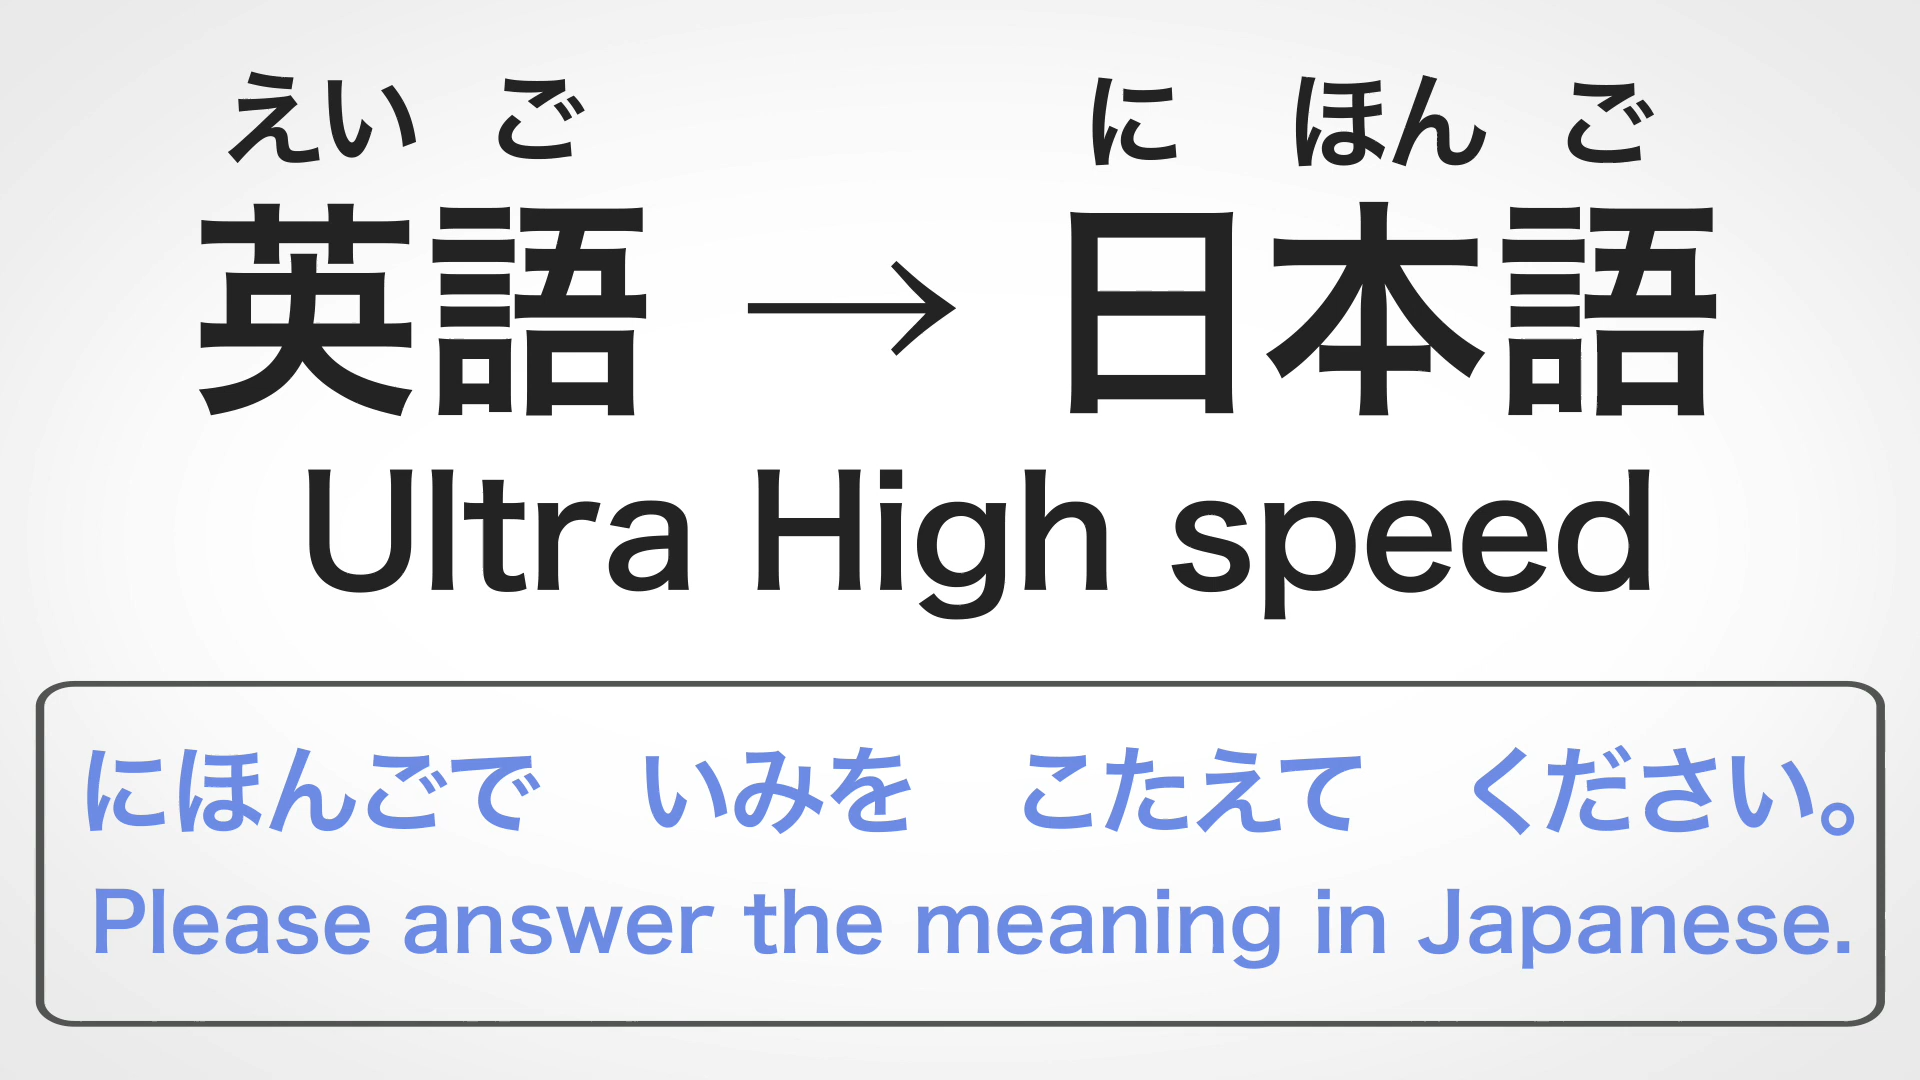 えい ご に ほん ご
英語 → 日本語
Ultra High speed
にほんごで いみを こたえて ください。
Please answer the meaning in Japanese.